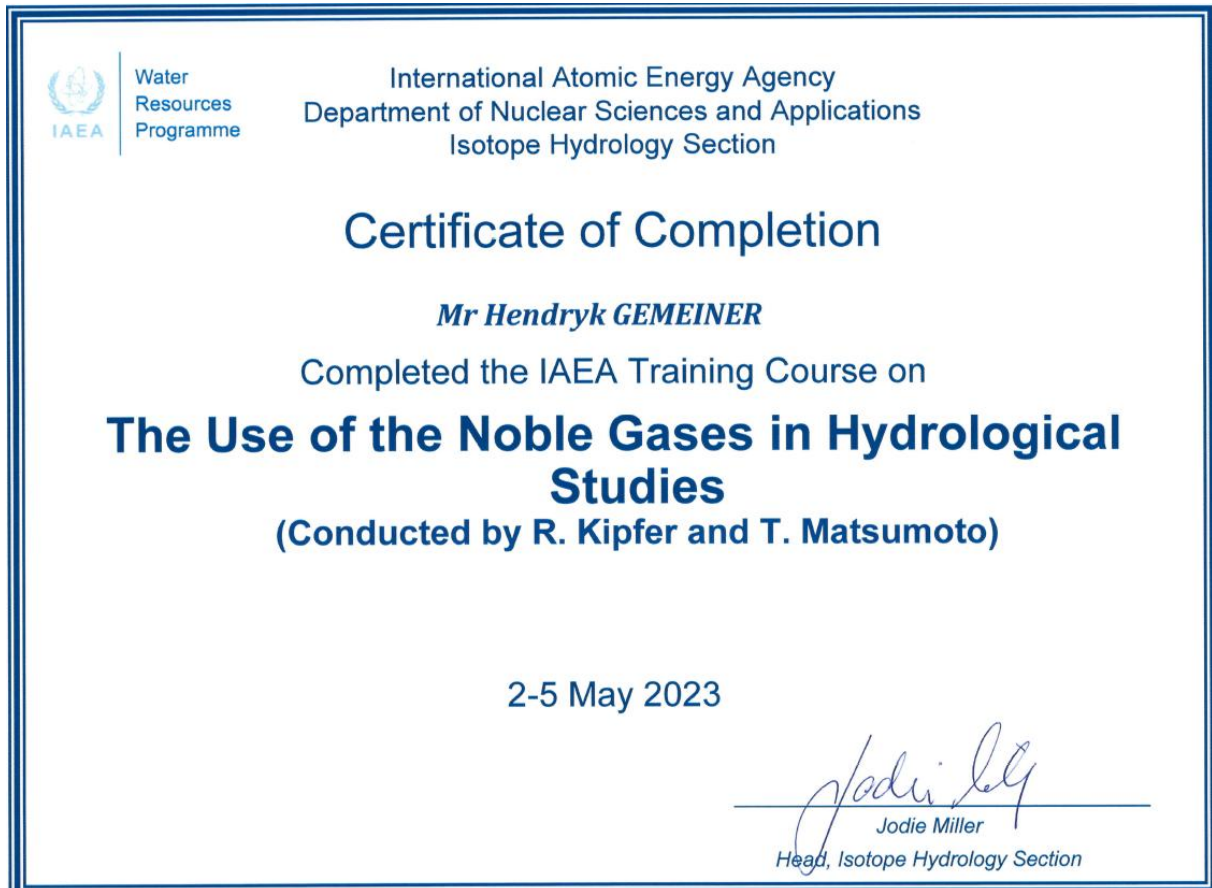 IAEA
Water
Resources
Programme
International Atomic Energy Agency
Department of Nuclear Sciences and Applications
Isotope Hydrology Section
Certificate of Completion
Mr Hendryk GEMEINER
Completed the IAEA Training Course on
The Use of the Noble Gases in Hydrological
Studies
(Conducted by R. Kipfer and T. Matsumoto)
2-5 May 2023
Jodie Miller
Head, Isotope Hydrology Section